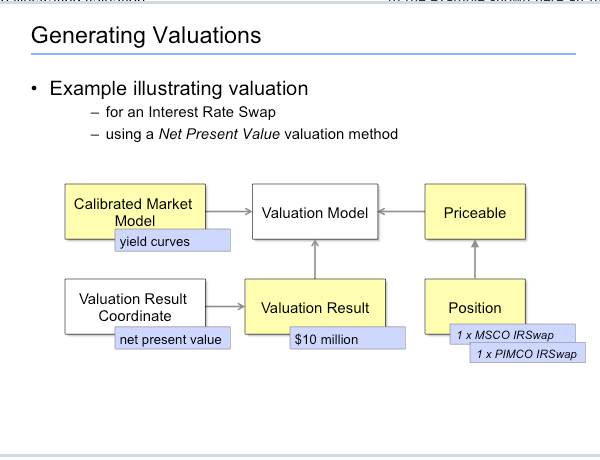 Generating Valuations
• Example illustrating valuation
– for an Interest Rate Swap
– using a Net Present Value valuation method
Calibrated Market
Model
yield curves
Valuation Model
Priceable
Valuation Result
Coordinate
net present value
Valuation Result
$10 million
Position
1 x MSCO IRSwap
1 x PIMCO IRSwap